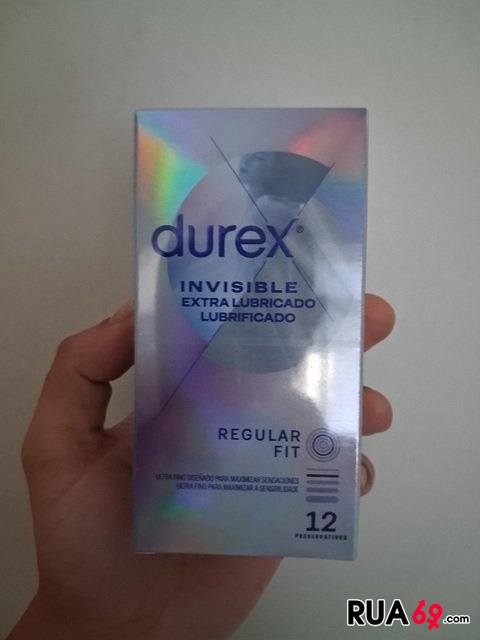 durex®
INVISIBLE
EXTRA LUBRICADO
LUBRIFICADO
REGULAR
FIT
ULTRA FINO DISEÑADO PARA MAXIMIZAR SENSACIONES
ULTRA FINO PARA MAXIMIZAR A SENSIBILIDADE
12
PRESERVATIVOS
RUA69.com